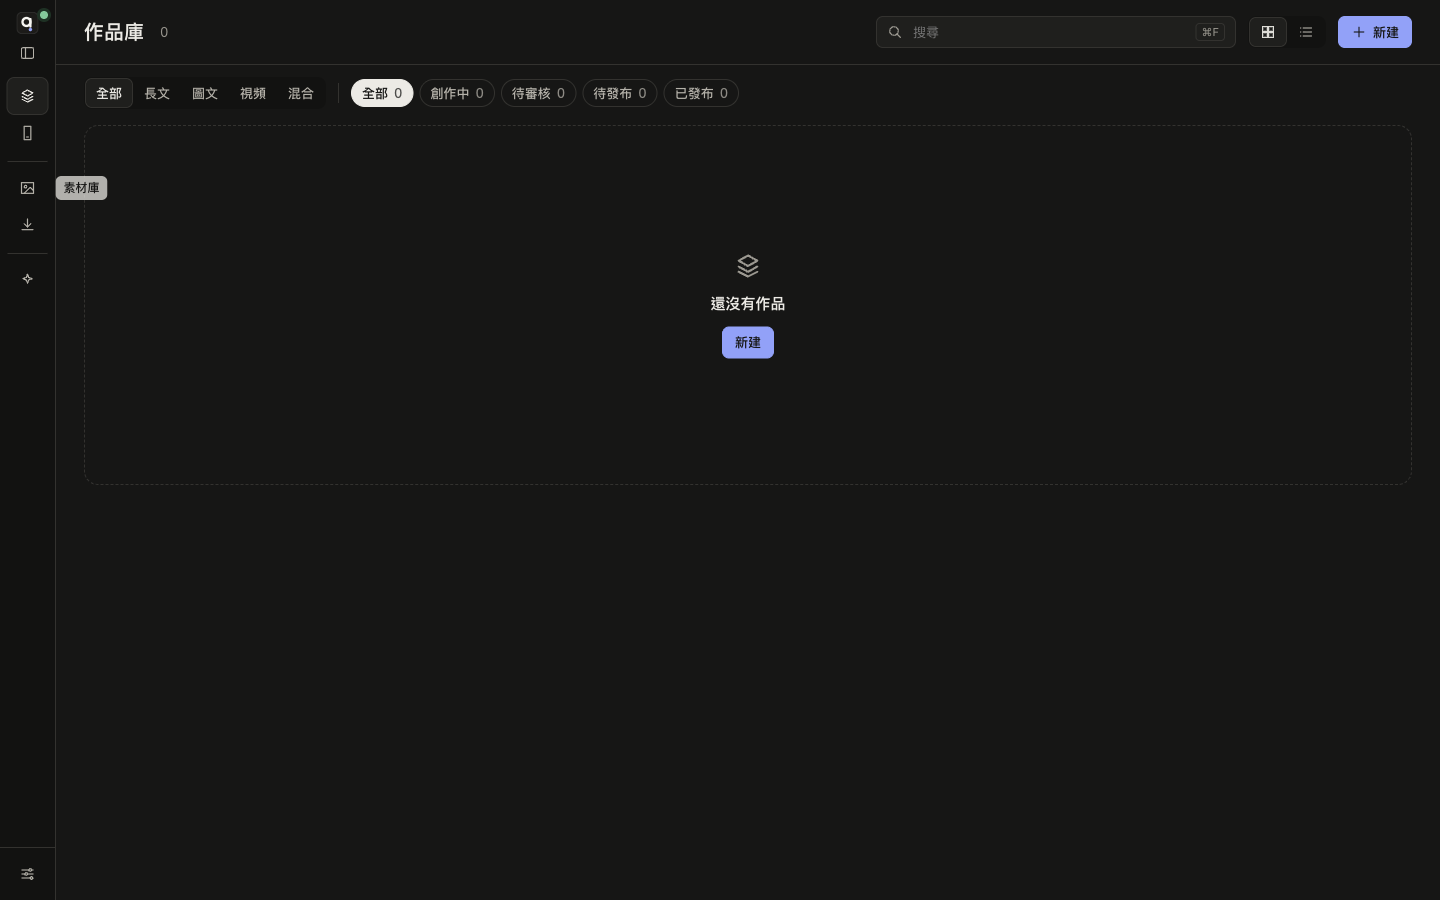 q
作品庫 0
搜尋 ⌘F
新建
全部 長文 圖文 視頻 混合
全部 0 創作中 0 待審核 0 待發布 0 已發布 0
素材庫
還沒有作品
新建